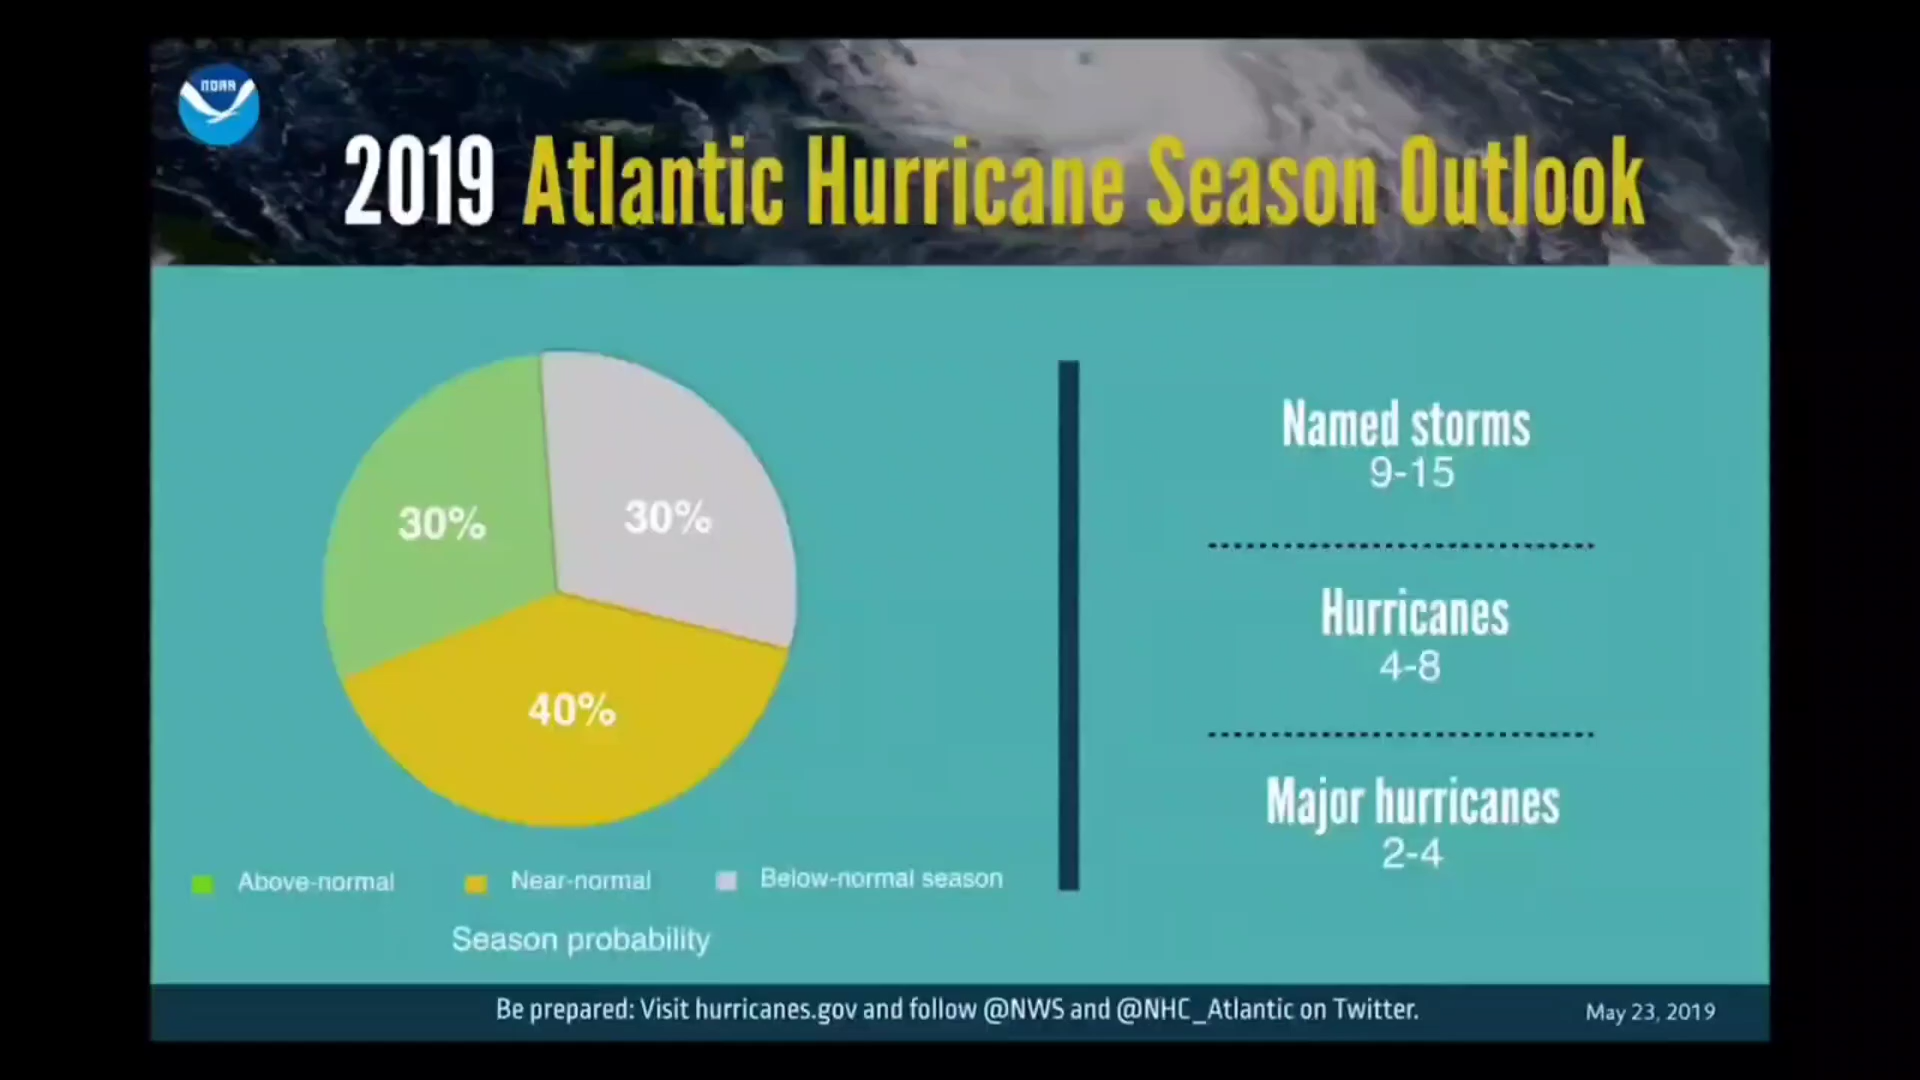 NOAA
2019 Atlantic Hurricane Season Outlook
30%
30%
40%
Above-normal
Near-normal
Below-normal season
Season probability
Named storms
9-15
Hurricanes
4-8
Major hurricanes
2-4
Be prepared: Visit hurricanes.gov and follow @NWS and @NHC_Atlantic on Twitter.
May 23, 2019